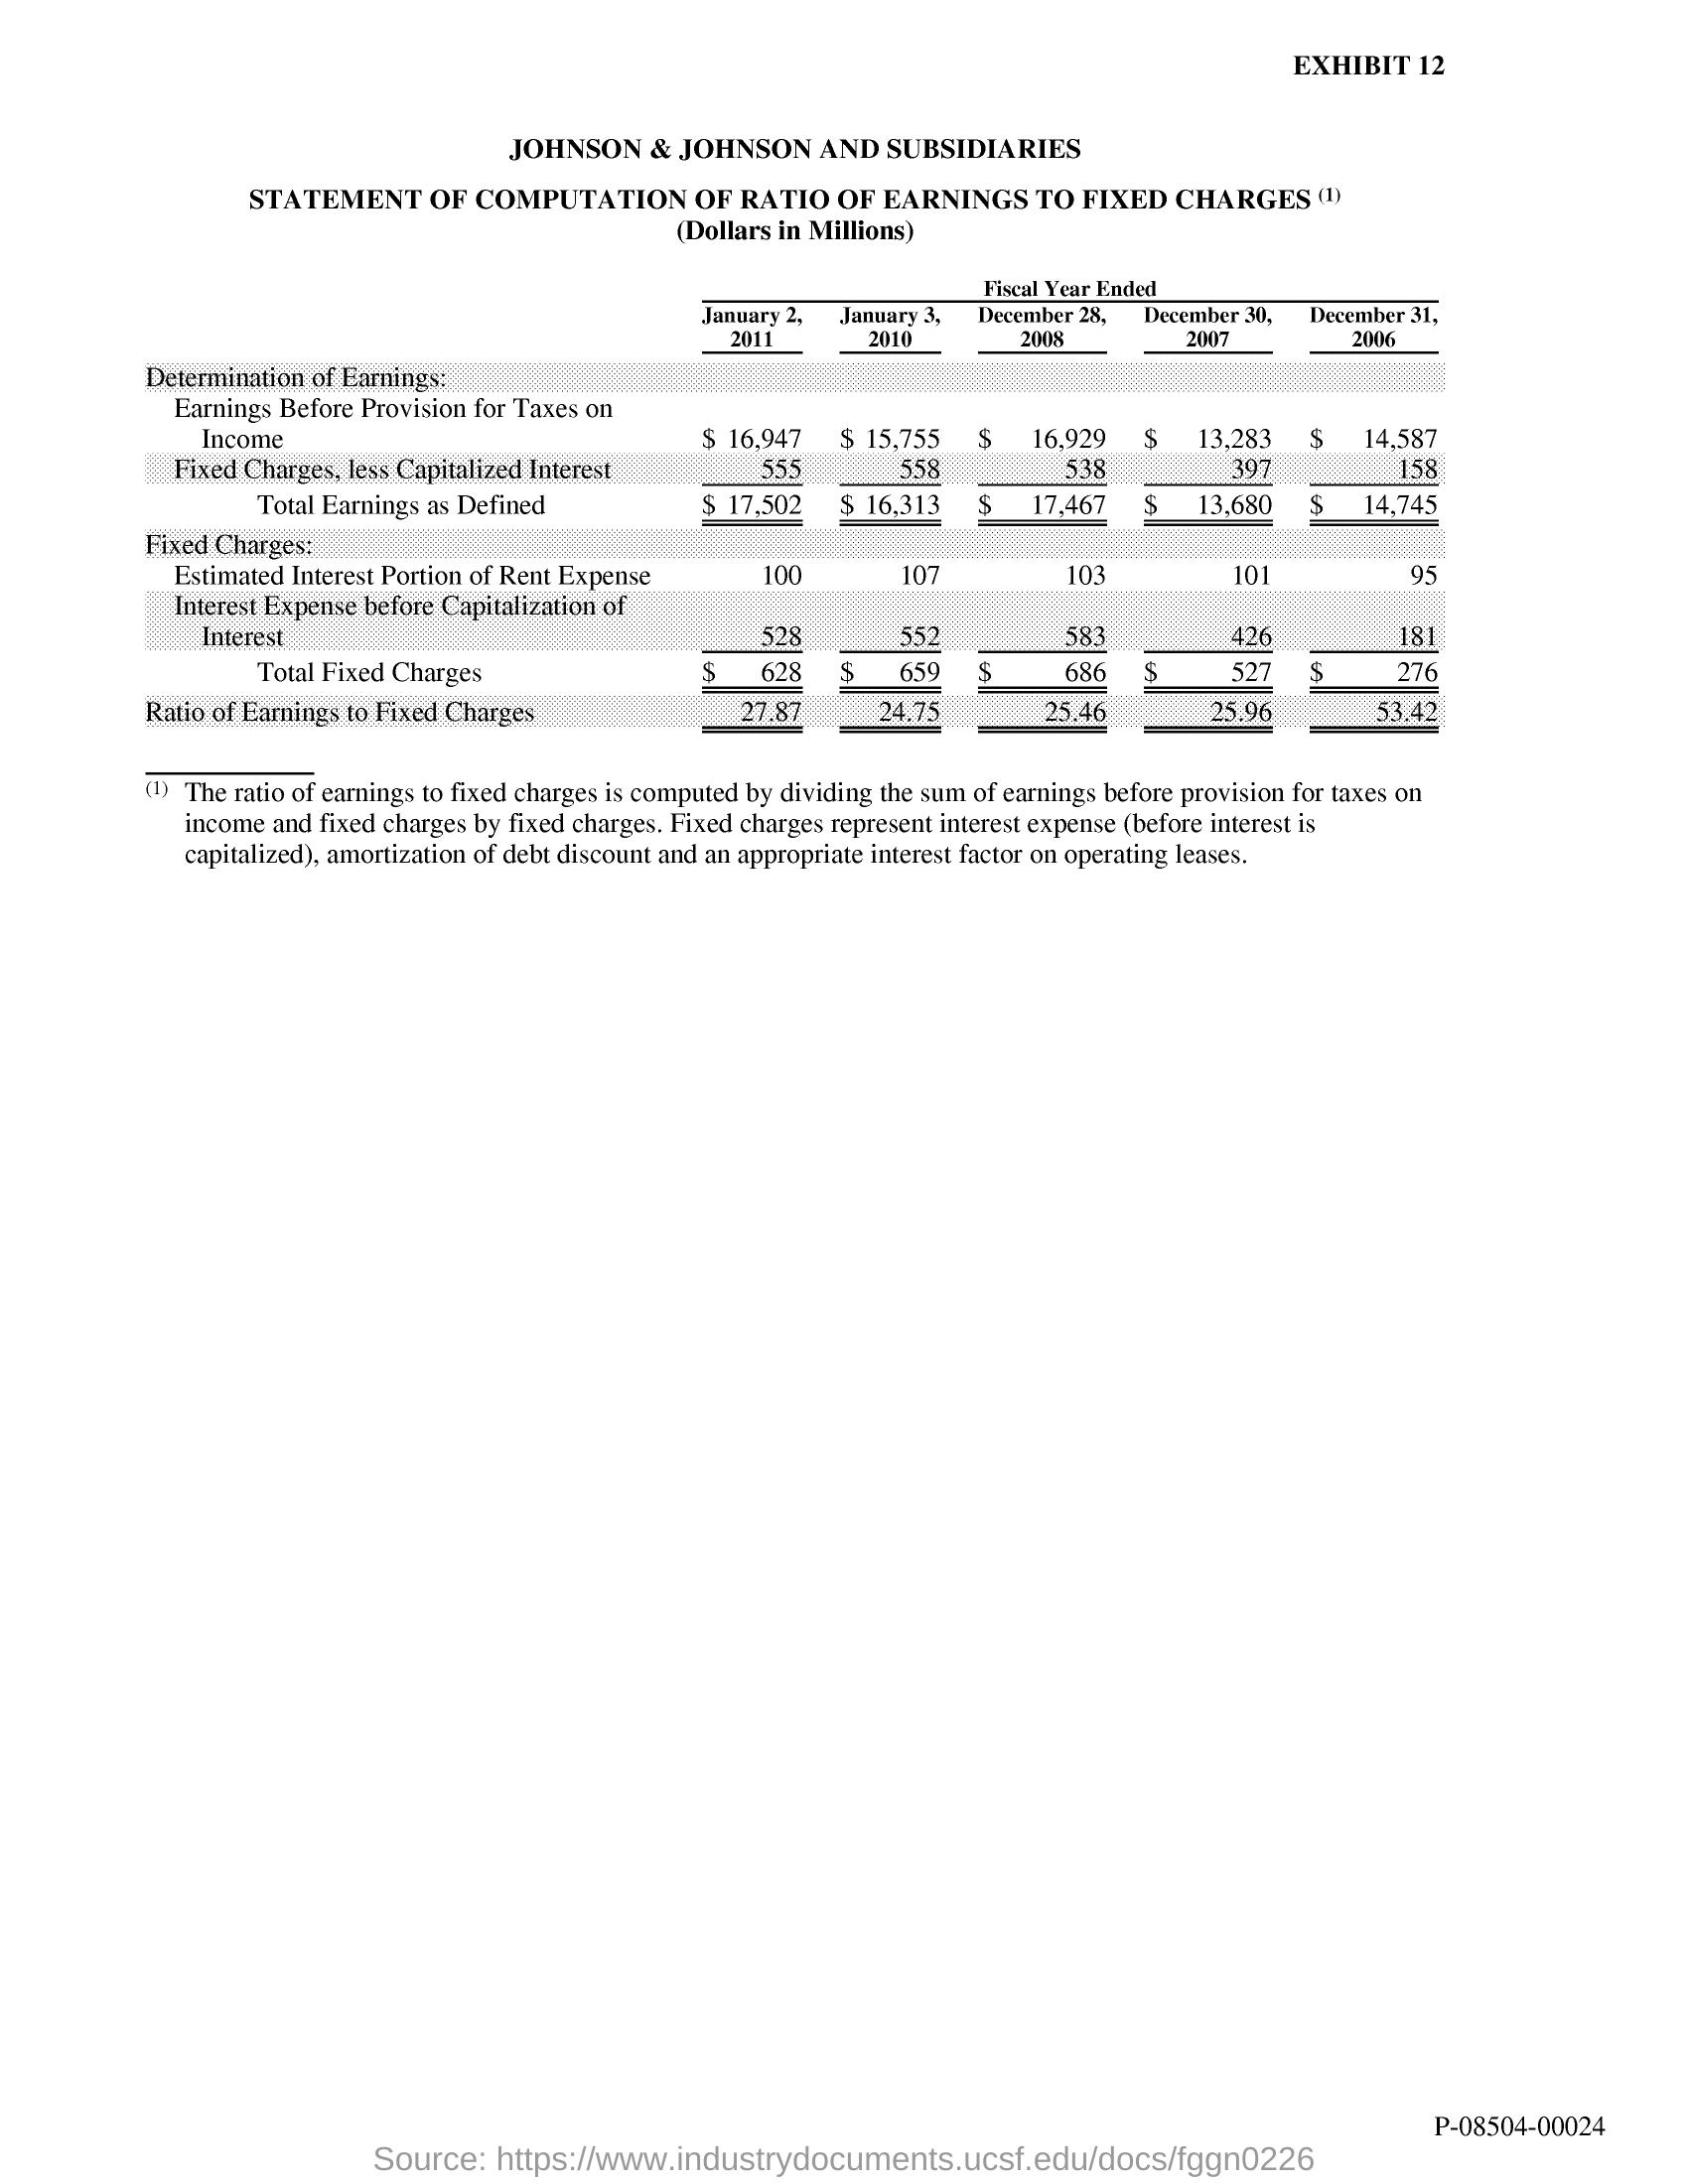 EXHIBIT 12
JOHNSON & JOHNSON AND SUBSIDIARIES
STATEMENT OF COMPUTATION OF RATIO OF EARNINGS TO FIXED CHARGES (1)
(Dollars in Millions)
Fiscal Year Ended
January 2, January 3, December 28, December 30, December 31,
2011 2010 2008 2007 2006
Determination of Earnings:
Earnings Before Provision for Taxes on
Income $ 16,947 $ 15,755 $ 16,929 $ 13,283 $ 14,587
Fixed Charges, less Capitalized Interest 555 558 538 397 158
Total Earnings as Defined $ 17,502 $ 16,313 $ 17,467 $ 13,680 $ 14,745
Fixed Charges:
Estimated Interest Portion of Rent Expense 100 107 103 101 95
Interest Expense before Capitalization of
Interest 528 552 583 426 181
Total Fixed Charges $ 628 $ 659 $ 686 $ 527 $ 276
Ratio of Earnings to Fixed Charges 27.87 24.75 25.46 25.96 53.42
(1) The ratio of earnings to fixed charges is computed by dividing the sum of earnings before provision for taxes on
income and fixed charges by fixed charges. Fixed charges represent interest expense (before interest is
capitalized), amortization of debt discount and an appropriate interest factor on operating leases.
P-08504-00024
Source: https://www.industrydocuments.ucsf.edu/docs/fggn0226